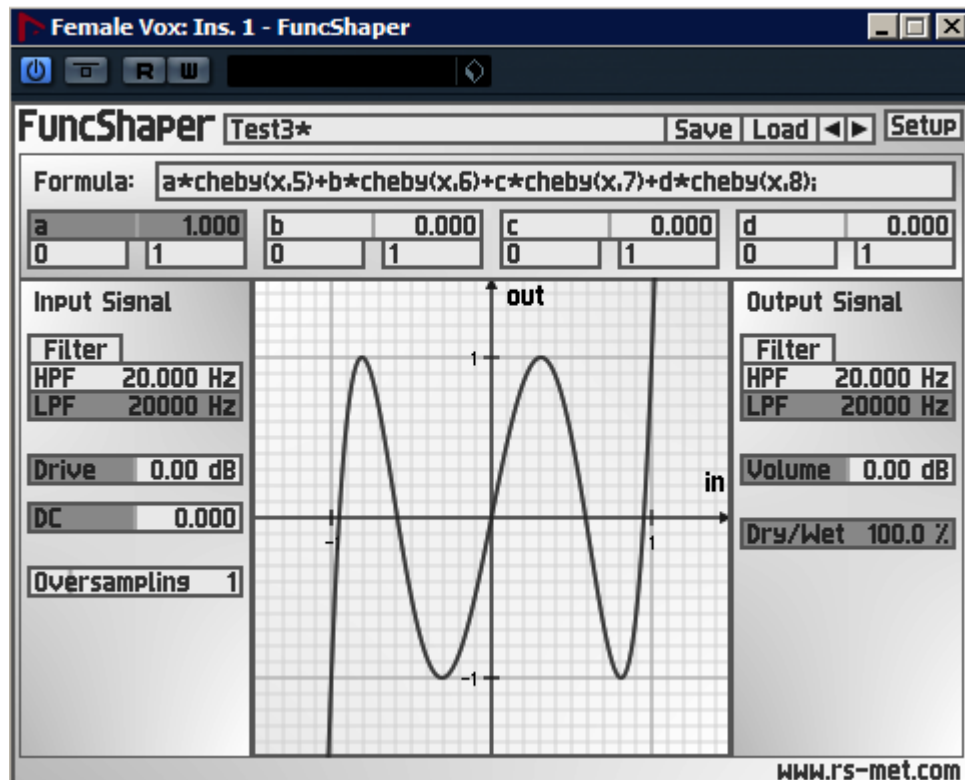 Female Vox: Ins. 1 - FuncShaper
R W
FuncShaper Test3* Save Load Setup
Formula: a*cheby(x,5)+b*cheby(x,6)+c*cheby(x,7)+d*cheby(x,8);
a 1.000 b 0.000 c 0.000 d 0.000
0 1 0 1 0 1 0 1
Input Signal
Filter
HPF 20.000 Hz
LPF 20000 Hz
Drive 0.00 dB
DC 0.000
Oversampling 1
out
1
in
-1 1
-1
Output Signal
Filter
HPF 20.000 Hz
LPF 20000 Hz
Volume 0.00 dB
Dry/Wet 100.0 %
www.rs-met.com